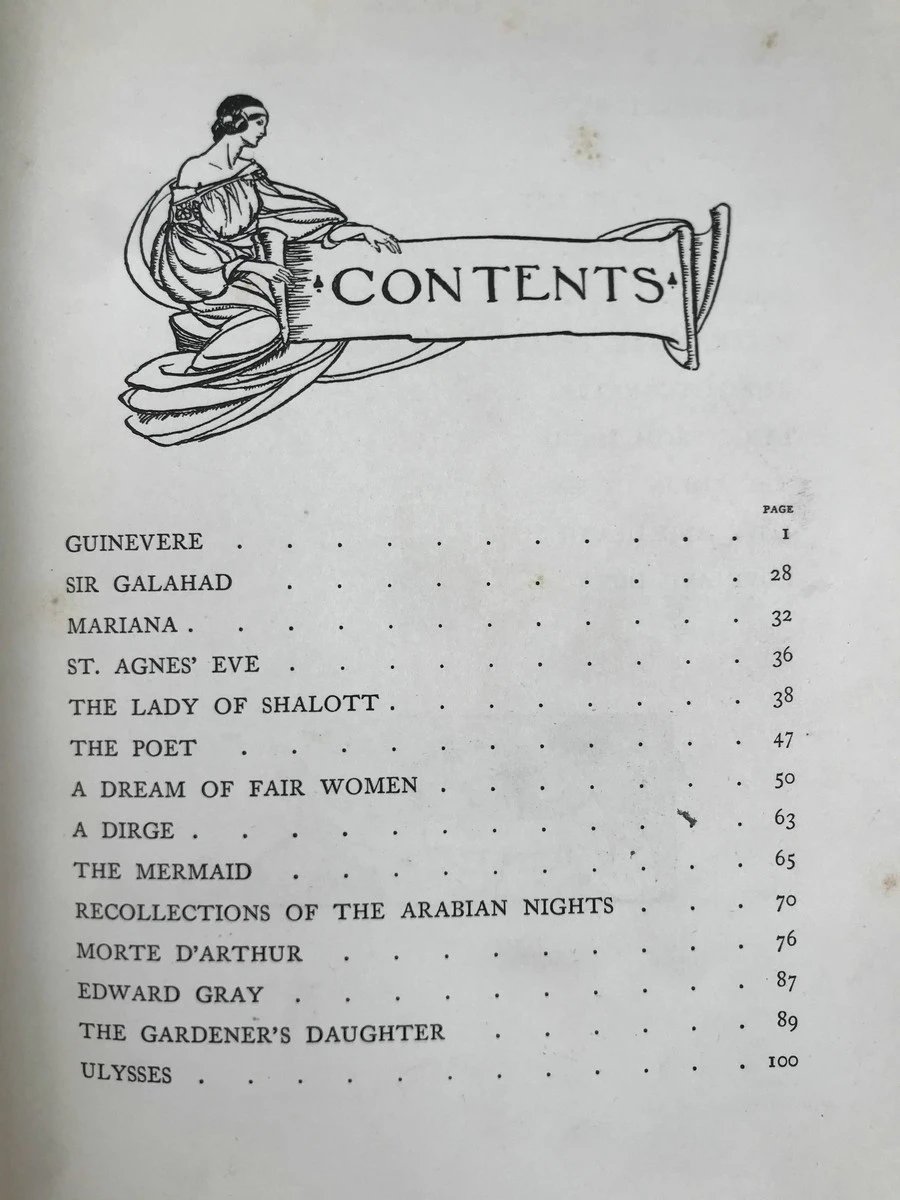 CONTENTS
PAGE
GUINEVERE . . . . . . . . . . . 1
SIR GALAHAD . . . . . . . . . . 28
MARIANA . . . . . . . . . . . . 32
ST. AGNES' EVE . . . . . . . . . . 36
THE LADY OF SHALOTT . . . . . . . . 38
THE POET . . . . . . . . . . . 47
A DREAM OF FAIR WOMEN . . . . . . . 50
A DIRGE . . . . . . . . . . . . 63
THE MERMAID . . . . . . . . . . 65
RECOLLECTIONS OF THE ARABIAN NIGHTS . . . 70
MORTE D'ARTHUR . . . . . . . . . 76
EDWARD GRAY . . . . . . . . . . 87
THE GARDENER'S DAUGHTER . . . . . . 89
ULYSSES . . . . . . . . . . . . 100